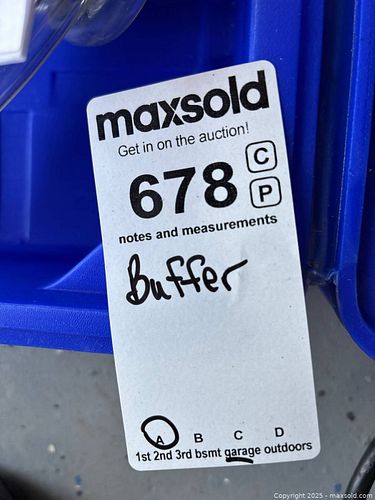 maxsold
Get in on the auction!
678
C
P
notes and measurements
Buffer
A B C D
1st 2nd 3rd bsmt garage outdoors
Copyright 2025 - maxsold.com